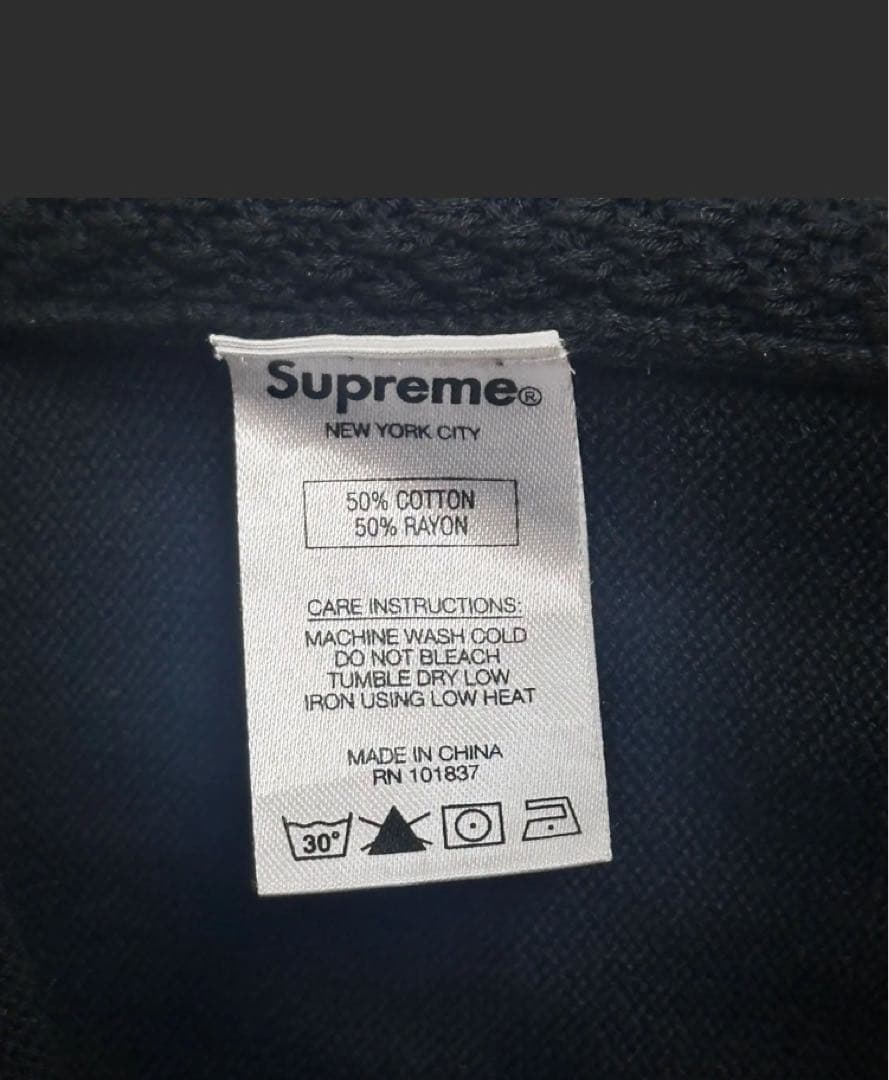 Supreme®
NEW YORK CITY
50% COTTON
50% RAYON
CARE INSTRUCTIONS:
MACHINE WASH COLD
DO NOT BLEACH
TUMBLE DRY LOW
IRON USING LOW HEAT
MADE IN CHINA
RN 101837
30°